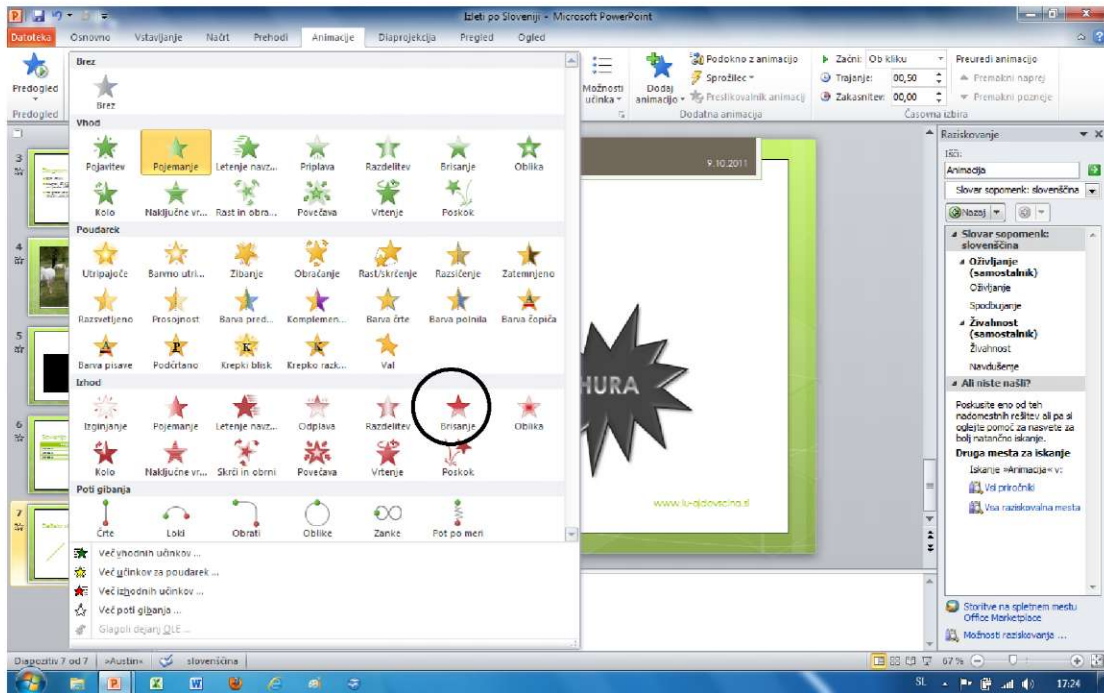 Izleti po Sloveniji - Microsoft PowerPoint
Datoteka Osnovno Vstavljanje Načrt Prehodi Animacije Diaprojekcija Pregled Ogled
Predogled
Predogled
Brez
Brez
Vhod
Pojavitev Pojemanje Letenje navz... Priplava Razdelitev Brisanje Oblika
Kolo Naključne vr... Rast in obra... Povečava Vrtenje Poskok
Poudarek
Utripajoče Barvno utri... Zibanje Obračanje Rast/skrčenje Razsičenje Zatemnjeno
Razsvetljeno Prosojnost Barva pred... Komplemen... Barva črte Barva polnila Barva čopiča
Barva pisave Podčrtano Krepki blisk Krepko razk... Val
Izhod
Izginjanje Pojemanje Letenje navz... Odplava Razdelitev Brisanje Oblika
Kolo Naključne vr... Skrči in obrni Povečava Vrtenje Poskok
Poti gibanja
Črte Loki Obrati Oblike Zanke Pot po meri
Več vhodnih učinkov ...
Več učinkov za poudarek ...
Več izhodnih učinkov ...
Več poti gibanja ...
Glagoli dejanj OLE ...
Možnosti učinka
Dodaj animacijo
Podokno z animacijo
Sprožilec
Preslikovalnik animacij
Dodatna animacija
Začni: Ob kliku
Trajanje: 00,50
Zakasnitev: 00,00
Preuredi animacijo
Premakni naprej
Premakni pozneje
Časovna izbira
3
4
5
6
7
9.10.2011
HURA
Raziskovanje
Išči:
Animacija
Slovar sopomenk: slovenščina
Nazaj
Slovar sopomenk: slovenščina
Oživljanje (samostalnik)
Oživljanje
Spodbujanje
Živahnost (samostalnik)
Živahnost
Navdušenje
Ali niste našli?
Poskusite eno od teh
nadomestnih rešitev ali pa si
oglejte pomoč za nasvete za
bolj natančno iskanje.
Druga mesta za iskanje
Iskanje »Animacija« v:
Vsi priročniki
Vsa raziskovalna mesta
Storitve na spletnem mestu
Office Marketplace
Možnosti raziskovanja ...
Diapozitiv 7 od 7 »Austin« slovenščina 67 %
SL 17:24